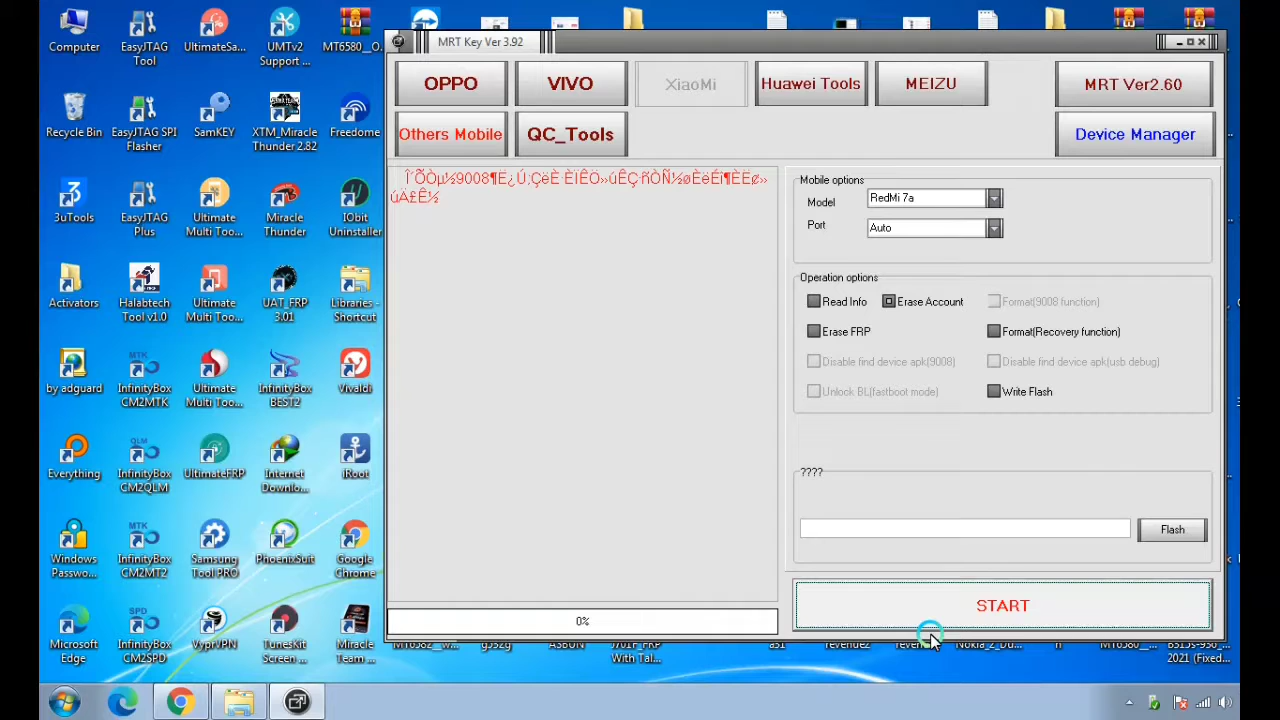 Computer
EasyJTAG
Tool
UltimateSa...
UMTv2
Support ...
MT6580__O.
Recycle Bin
EasyJTAG SPI
Flasher
SamKEY
XTM_Miracle
Thunder 2.82
Freedome
3uTools
EasyJTAG
Plus
Ultimate
Multi Too...
Miracle
Thunder
IObit
Uninstaller
Activators
Halabtech
Tool v1.0
Ultimate
Multi Too...
UAT_FRP
3.01
Libraries -
Shortcut
by adguard
InfinityBox
CM2MTK
Ultimate
Multi Too...
InfinityBox
BEST2
Vivaldi
Everything
InfinityBox
CM2QLM
UltimateFRP
Internet
Downlo...
iRoot
Windows
Passwo...
InfinityBox
CM2MT2
Samsung
Tool PRO
PhoenixSuit
Google
Chrome
Microsoft
Edge
InfinityBox
CM2SPD
VyprVPN
TunesKit
Screen ...
Miracle
Team ...
MRT Key Ver 3.92
OPPO
VIVO
XiaoMi
Huawei Tools
MEIZU
MRT Ver2.60
Others Mobile
QC_Tools
Device Manager
Mobile options
Model
RedMi 7a
Port
Auto
Operation options
Read Info
Erase Account
Format(9008 function)
Erase FRP
Format(Recovery function)
Disable find device apk(9008)
Disable find device apk(usb debug)
Unlock BL(fastboot mode)
Write Flash
????
Flash
START
0%
With Tal...
2021 (Fixed...